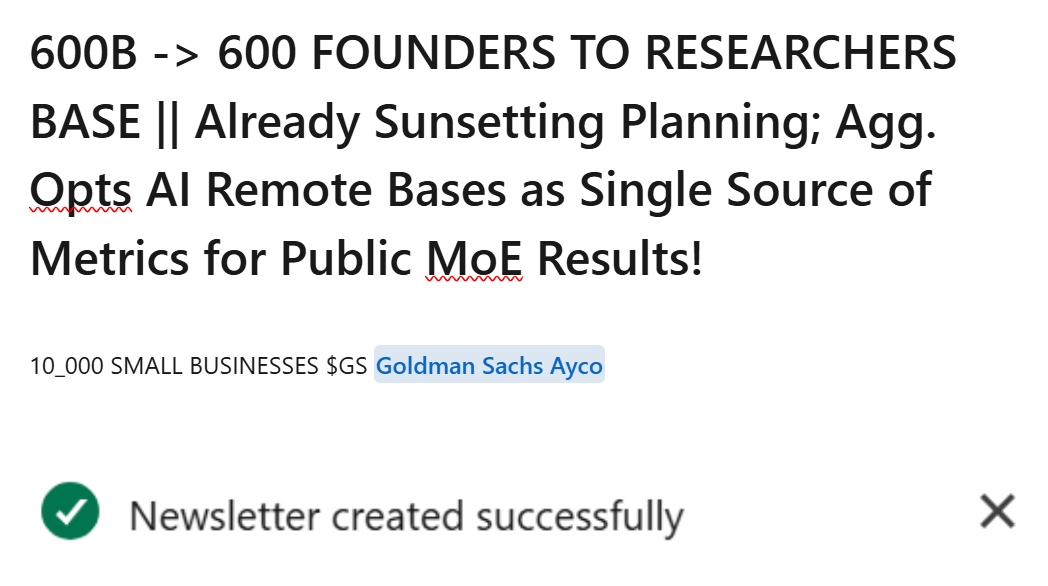 600B -> 600 FOUNDERS TO RESEARCHERS
BASE || Already Sunsetting Planning; Agg.
Opts AI Remote Bases as Single Source of
Metrics for Public MoE Results!
10_000 SMALL BUSINESSES $GS Goldman Sachs Ayco
Newsletter created successfully